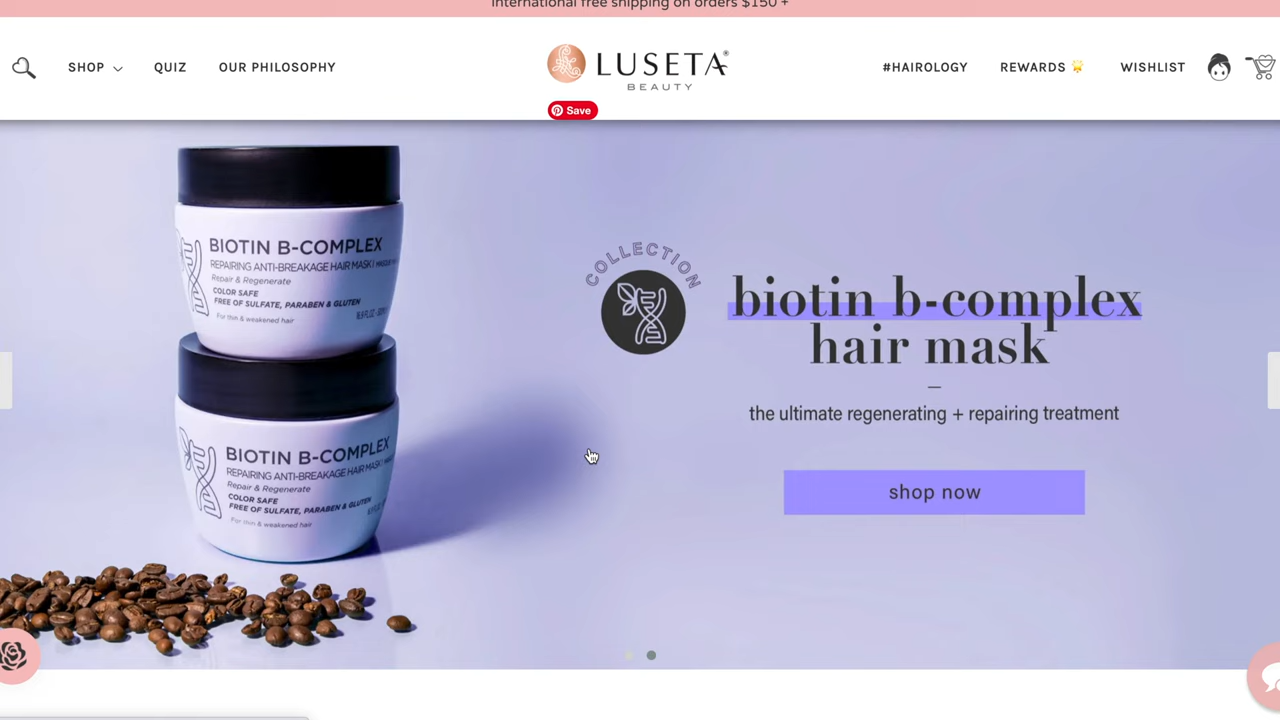 International free shipping on orders $150 +
SHOP
QUIZ
OUR PHILOSOPHY
LUSETA®
BEAUTY
#HAIROLOGY
REWARDS
WISHLIST
Save
BIOTIN B-COMPLEX
REPAIRING ANTI-BREAKAGE HAIR MASK
Repair & Regenerate
COLOR SAFE
FREE OF SULFATE, PARABEN & GLUTEN
For thin & weakened hair
BIOTIN B-COMPLEX
REPAIRING ANTI-BREAKAGE HAIR MASK
Repair & Regenerate
COLOR SAFE
FREE OF SULFATE, PARABEN & GLUTEN
For thin & weakened hair
COLLECTION
biotin b-complex
hair mask
—
the ultimate regenerating + repairing treatment
shop now